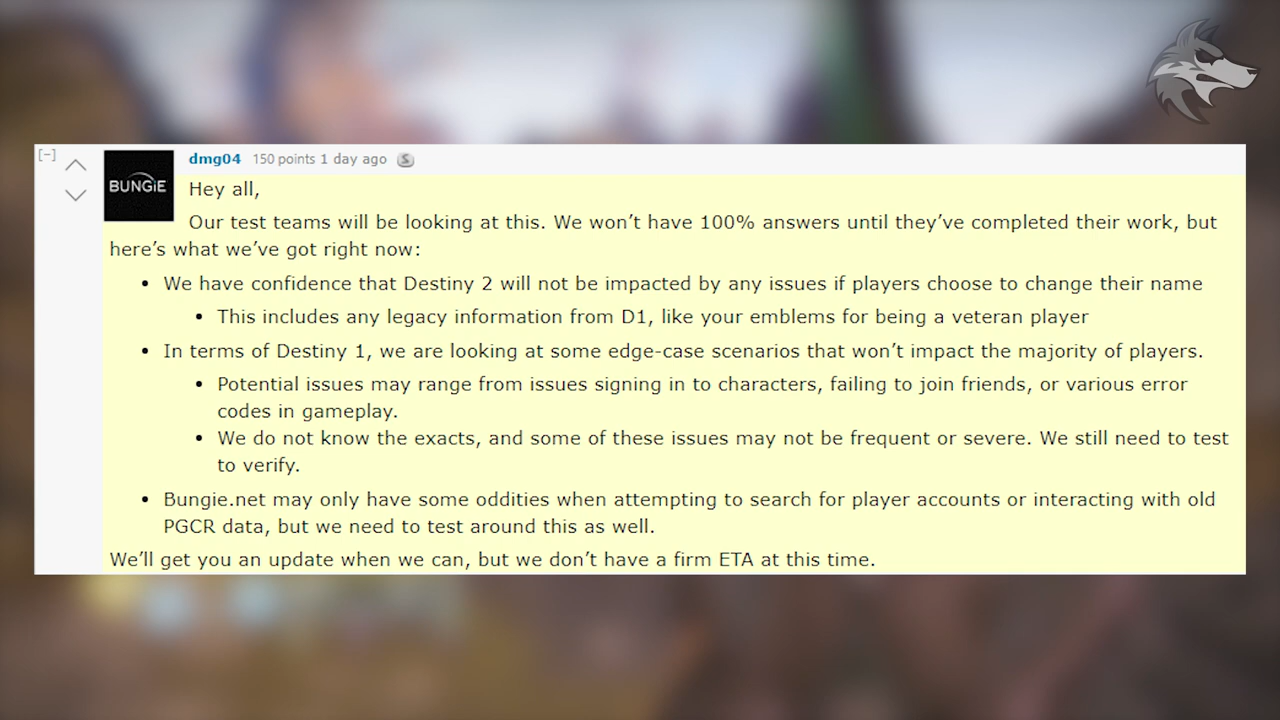 [-]
BUNGiE
dmg04 150 points 1 day ago S
Hey all,
Our test teams will be looking at this. We won’t have 100% answers until they’ve completed their work, but
here’s what we’ve got right now:
• We have confidence that Destiny 2 will not be impacted by any issues if players choose to change their name
• This includes any legacy information from D1, like your emblems for being a veteran player
• In terms of Destiny 1, we are looking at some edge-case scenarios that won’t impact the majority of players.
• Potential issues may range from issues signing in to characters, failing to join friends, or various error
codes in gameplay.
• We do not know the exacts, and some of these issues may not be frequent or severe. We still need to test
to verify.
• Bungie.net may only have some oddities when attempting to search for player accounts or interacting with old
PGCR data, but we need to test around this as well.
We’ll get you an update when we can, but we don’t have a firm ETA at this time.